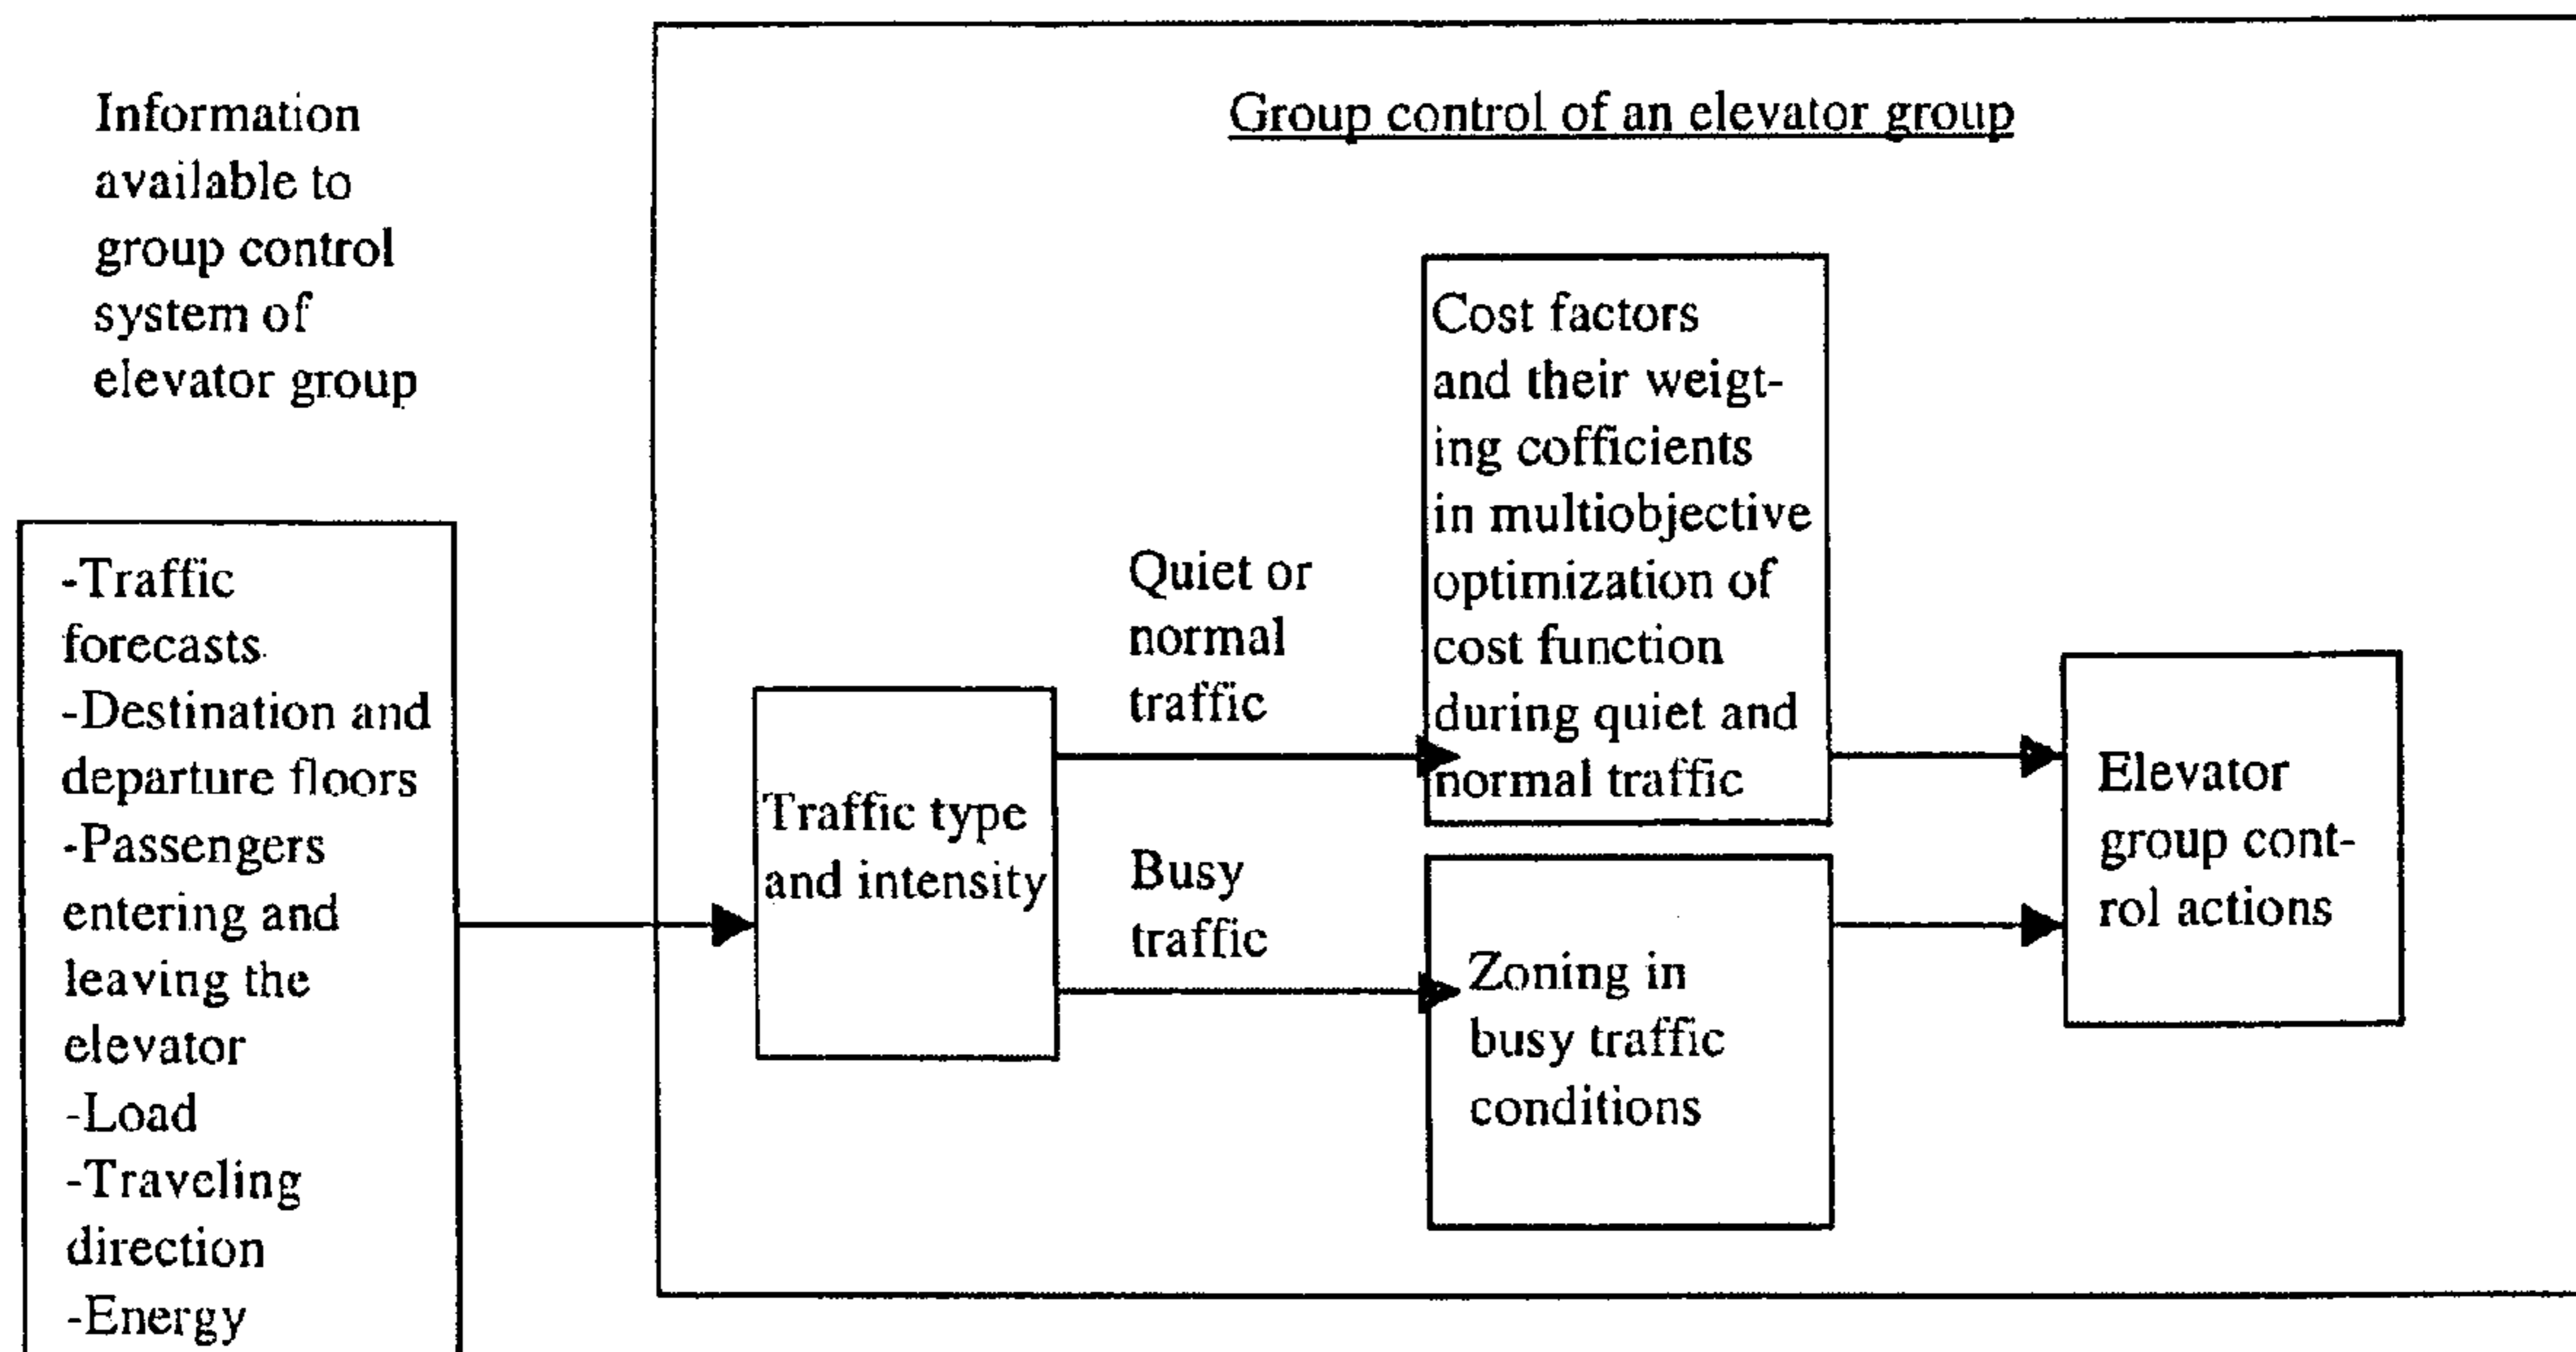 Information
available to
group control
system of
elevator group
-Traffic
forecasts
-Destination and
departure floors
-Passengers
entering and
leaving the
elevator
-Load
-Traveling
direction
-Energy
Group control of an elevator group
Traffic type
and intensity
Quiet or
normal
traffic
Busy
traffic
Cost factors
and their weigt-
ing cofficients
in multiobjective
optimization of
cost function
during quiet and
normal traffic
Zoning in
busy traffic
conditions
Elevator
group cont-
rol actions